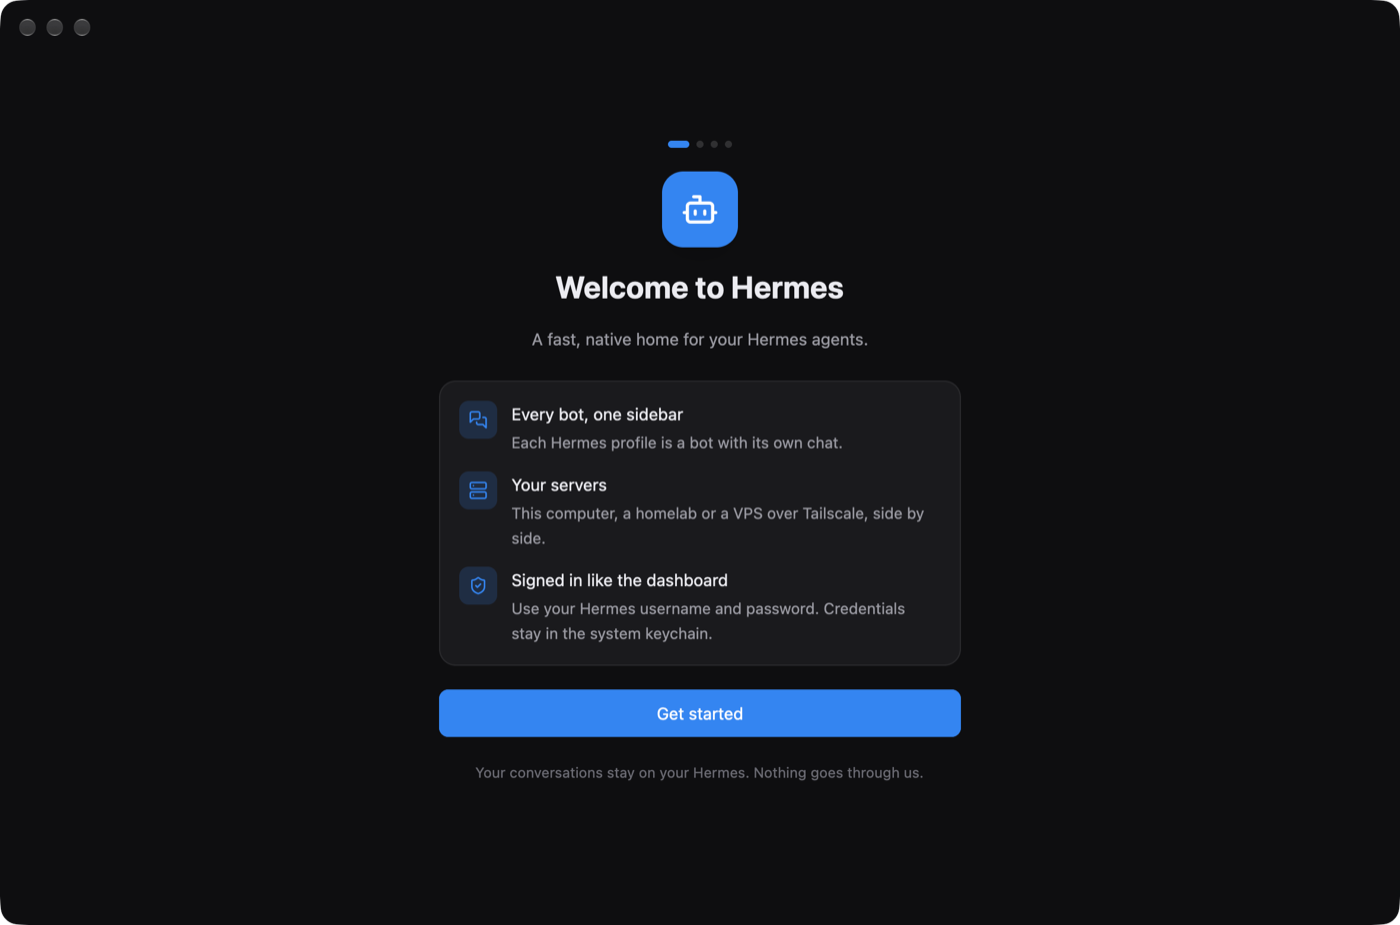 Welcome to Hermes
A fast, native home for your Hermes agents.
Every bot, one sidebar
Each Hermes profile is a bot with its own chat.
Your servers
This computer, a homelab or a VPS over Tailscale, side by
side.
Signed in like the dashboard
Use your Hermes username and password. Credentials
stay in the system keychain.
Get started
Your conversations stay on your Hermes. Nothing goes through us.